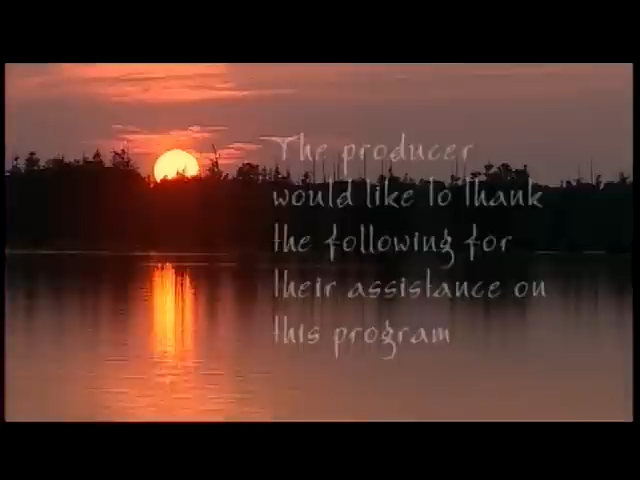 The producer
would like to thank
the following for
their assistance on
this program